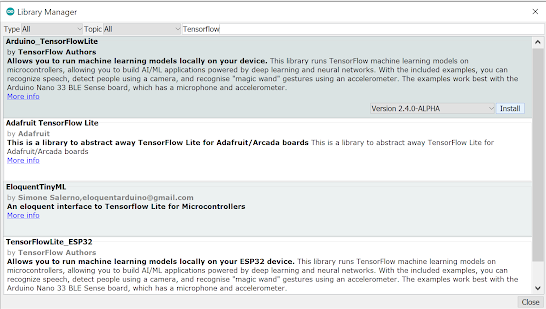 Library Manager
Type All Topic All Tensorflow
Arduino_TensorFlowLite
by TensorFlow Authors
Allows you to run machine learning models locally on your device. This library runs TensorFlow machine learning models on
microcontrollers, allowing you to build AI/ML applications powered by deep learning and neural networks. With the included examples, you can
recognize speech, detect people using a camera, and recognise "magic wand" gestures using an accelerometer. The examples work best with the
Arduino Nano 33 BLE Sense board, which has a microphone and accelerometer.
More info
Version 2.4.0-ALPHA Install
Adafruit TensorFlow Lite
by Adafruit
This is a library to abstract away TensorFlow Lite for Adafruit/Arcada boards This is a library to abstract away TensorFlow Lite for
Adafruit/Arcada boards
More info
EloquentTinyML
by Simone Salerno,eloquentarduino@gmail.com
An eloquent interface to Tensorflow Lite for Microcontrollers
More info
TensorFlowLite_ESP32
by TensorFlow Authors
Allows you to run machine learning models locally on your ESP32 device. This library runs TensorFlow machine learning models on
microcontrollers, allowing you to build AI/ML applications powered by deep learning and neural networks. With the included examples, you can
recognize speech, detect people using a camera, and recognise "magic wand" gestures using an accelerometer. The examples work best with the
Arduino Nano 33 BLE Sense board, which has a microphone and accelerometer.
Close